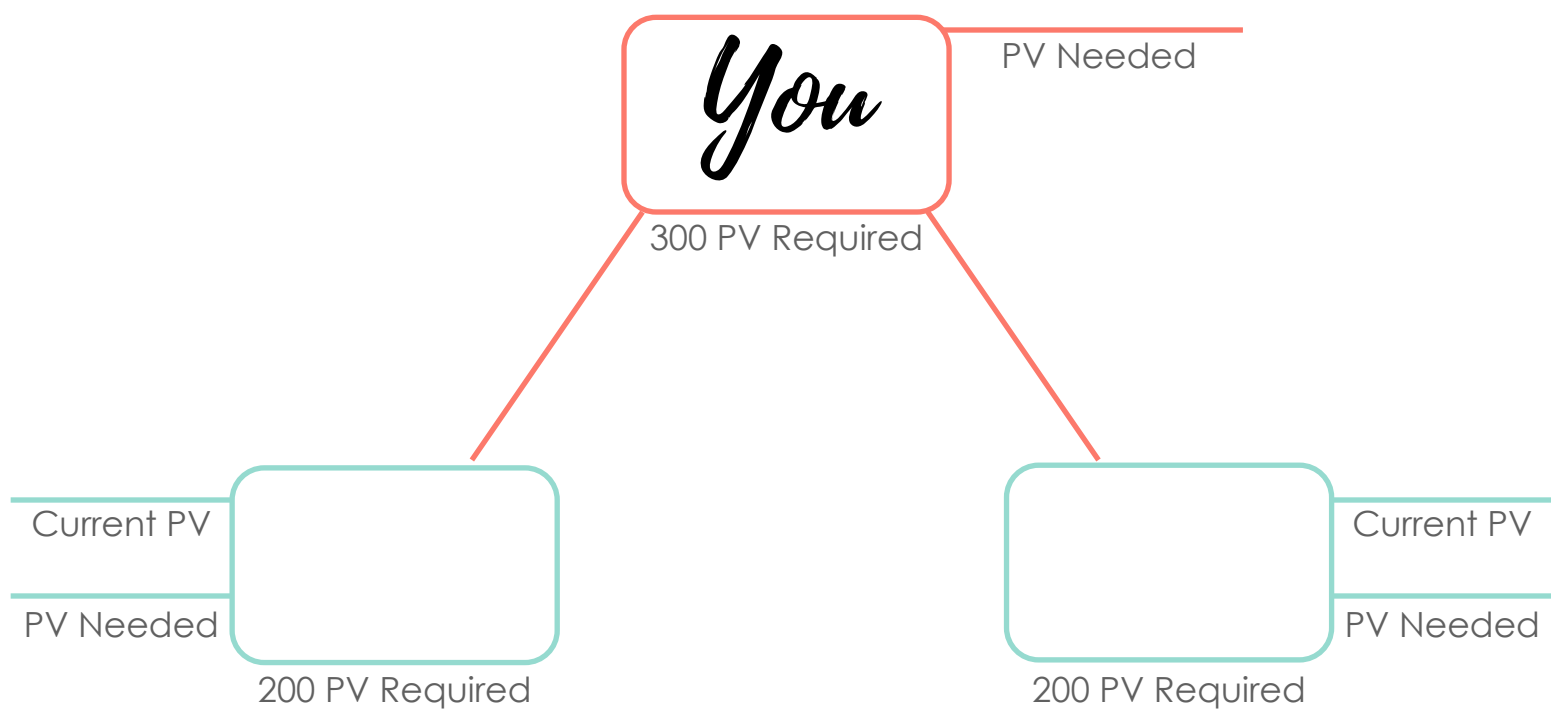 You
PV Needed
300 PV Required
Current PV
PV Needed
200 PV Required
Current PV
PV Needed
200 PV Required